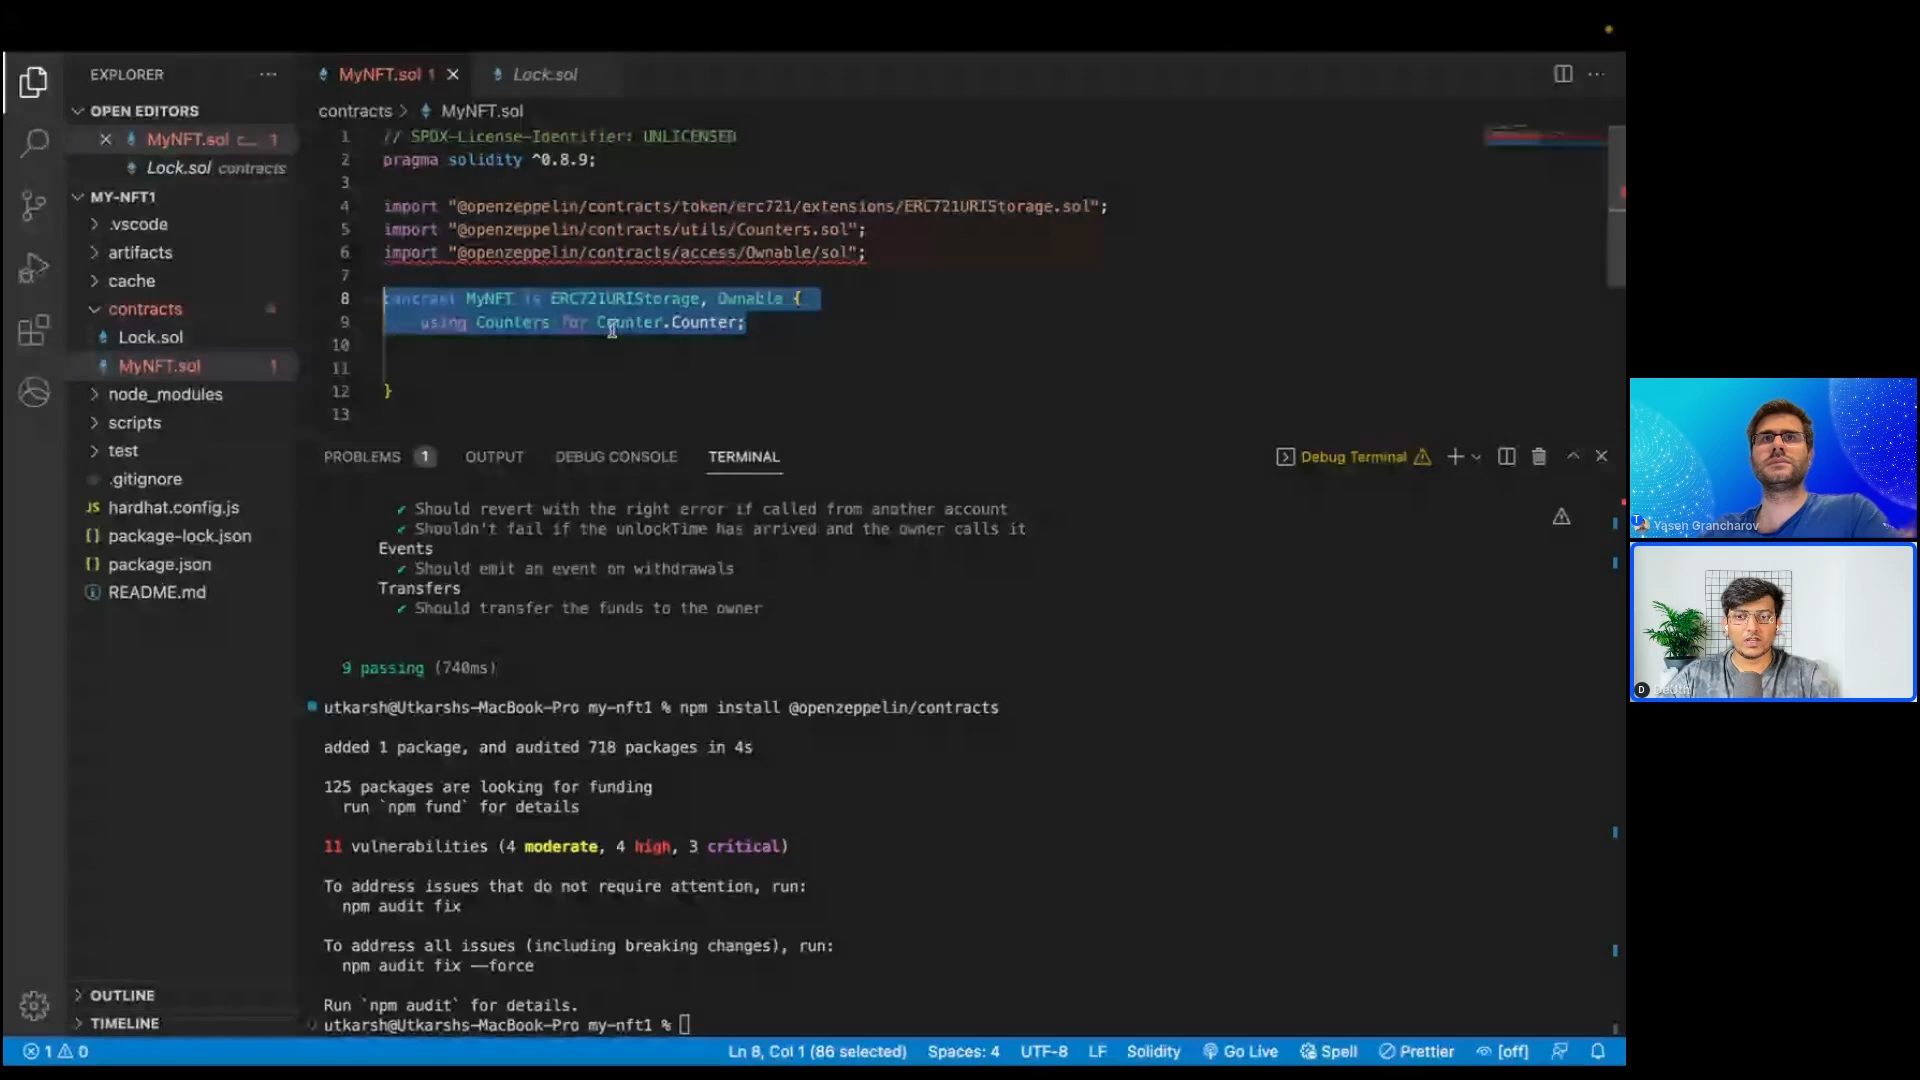 EXPLORER
MyNFT.sol 1
Lock.sol
OPEN EDITORS
contracts > MyNFT.sol
MyNFT.sol c... 1
Lock.sol contracts
MY-NFT1
.vscode
artifacts
cache
contracts
Lock.sol
MyNFT.sol 1
node_modules
scripts
test
.gitignore
JS hardhat.config.js
{} package-lock.json
{} package.json
README.md
OUTLINE
TIMELINE
1 // SPDX-License-Identifier: UNLICENSED
2 pragma solidity ^0.8.9;
3
4 import "@openzeppelin/contracts/token/erc721/extensions/ERC721URIStorage.sol";
5 import "@openzeppelin/contracts/utils/Counters.sol";
6 import "@openzeppelin/contracts/access/Ownable/sol";
7
8 contract MyNFT is ERC721URIStorage, Ownable {
9 using Counters for Counter.Counter;
10
11
12 }
13
PROBLEMS 1 OUTPUT DEBUG CONSOLE TERMINAL
Debug Terminal
✓ Should revert with the right error if called from another account
✓ Shouldn't fail if the unlockTime has arrived and the owner calls it
Events
✓ Should emit an event on withdrawals
Transfers
✓ Should transfer the funds to the owner
9 passing (740ms)
utkarsh@Utkarshs-MacBook-Pro my-nft1 % npm install @openzeppelin/contracts
added 1 package, and audited 718 packages in 4s
125 packages are looking for funding
run `npm fund` for details
11 vulnerabilities (4 moderate, 4 high, 3 critical)
To address issues that do not require attention, run:
npm audit fix
To address all issues (including breaking changes), run:
npm audit fix --force
Run `npm audit` for details.
utkarsh@Utkarshs-MacBook-Pro my-nft1 %
1 0
Ln 8, Col 1 (86 selected) Spaces: 4 UTF-8 LF Solidity Go Live Spell Prettier [off]
Yasen Grancharov
D